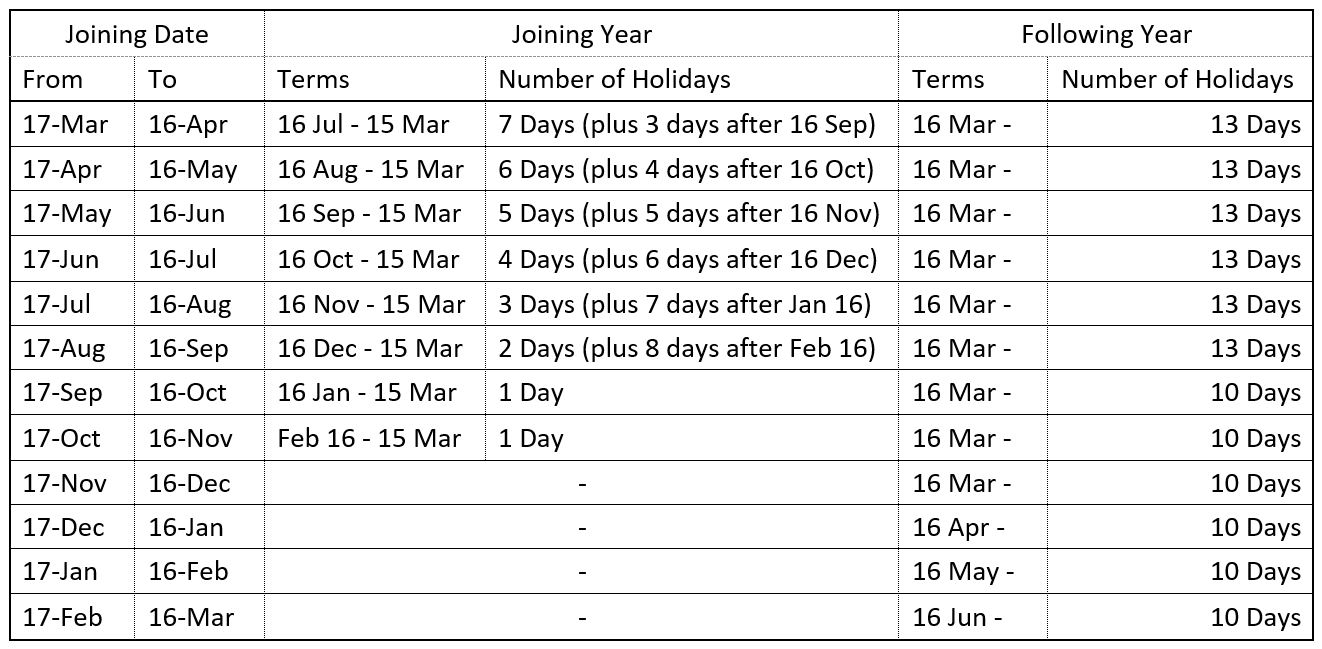 Joining Date Joining Year Following Year
From To Terms Number of Holidays Terms Number of Holidays
17-Mar 16-Apr 16 Jul - 15 Mar 7 Days (plus 3 days after 16 Sep) 16 Mar - 13 Days
17-Apr 16-May 16 Aug - 15 Mar 6 Days (plus 4 days after 16 Oct) 16 Mar - 13 Days
17-May 16-Jun 16 Sep - 15 Mar 5 Days (plus 5 days after 16 Nov) 16 Mar - 13 Days
17-Jun 16-Jul 16 Oct - 15 Mar 4 Days (plus 6 days after 16 Dec) 16 Mar - 13 Days
17-Jul 16-Aug 16 Nov - 15 Mar 3 Days (plus 7 days after Jan 16) 16 Mar - 13 Days
17-Aug 16-Sep 16 Dec - 15 Mar 2 Days (plus 8 days after Feb 16) 16 Mar - 13 Days
17-Sep 16-Oct 16 Jan - 15 Mar 1 Day 16 Mar - 10 Days
17-Oct 16-Nov Feb 16 - 15 Mar 1 Day 16 Mar - 10 Days
17-Nov 16-Dec - 16 Mar - 10 Days
17-Dec 16-Jan - 16 Apr - 10 Days
17-Jan 16-Feb - 16 May - 10 Days
17-Feb 16-Mar - 16 Jun - 10 Days